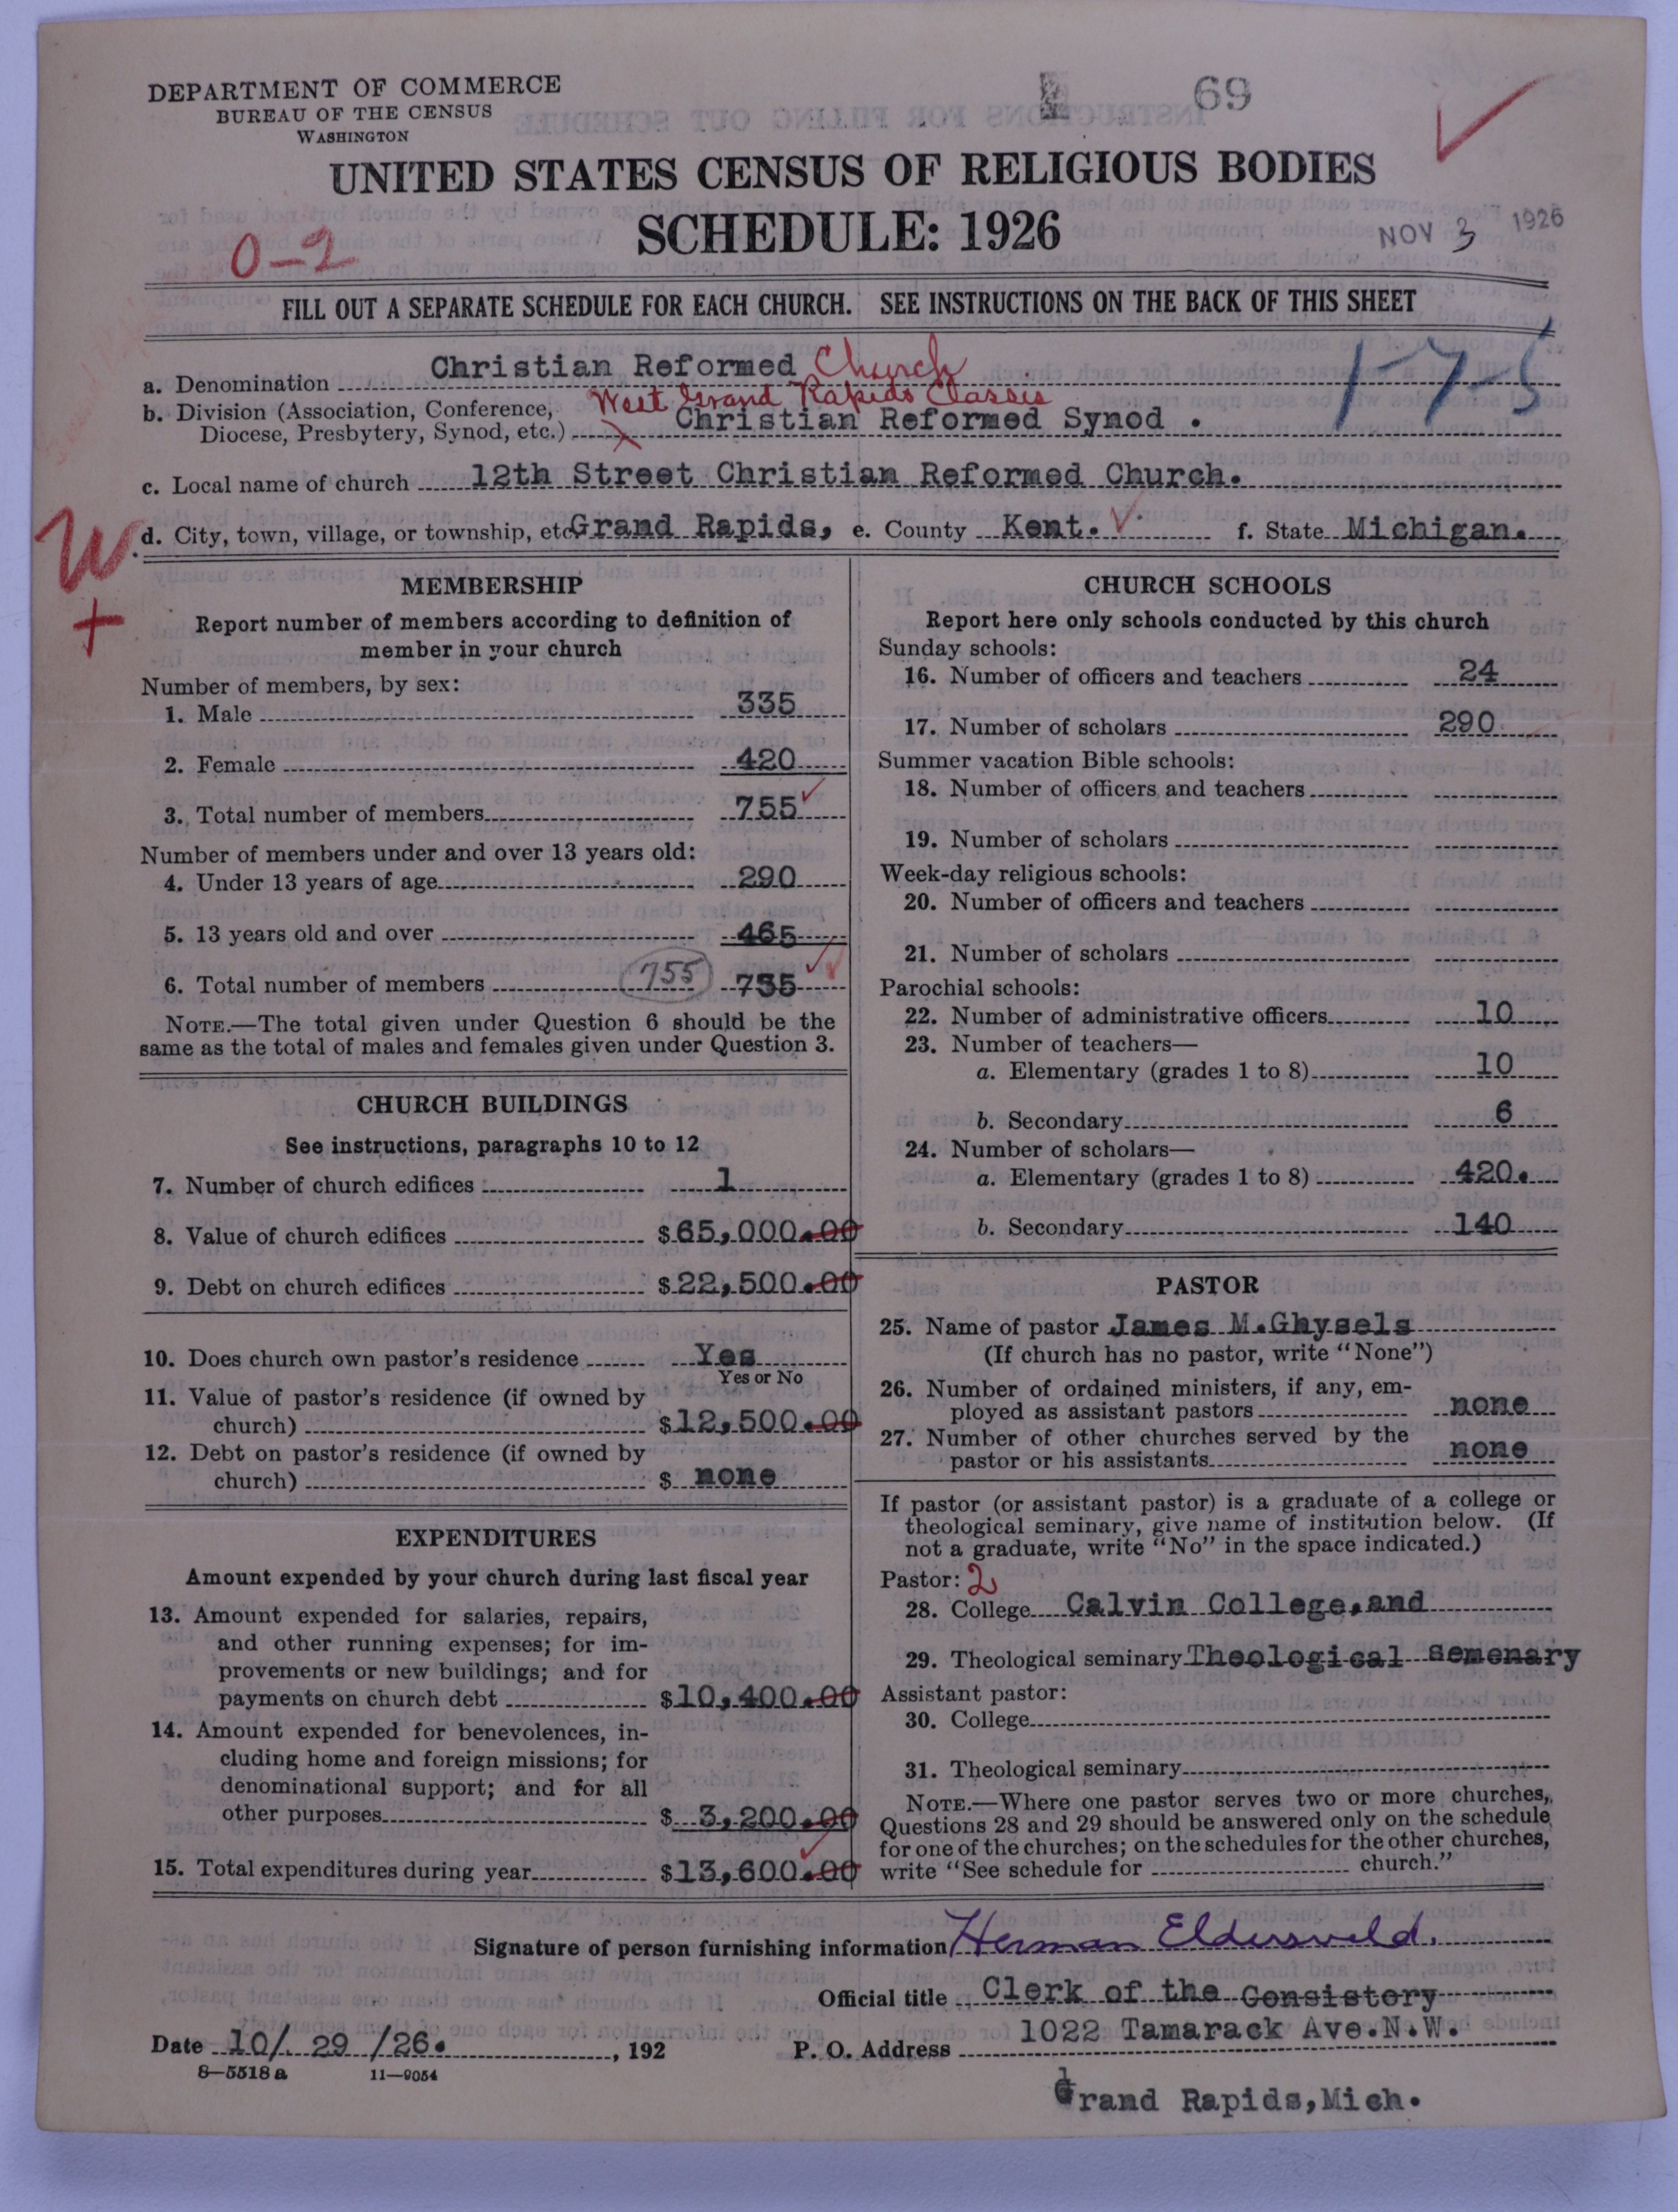 DEPARTMENT OF COMMERCE
BUREAU OF THE CENSUS
WASHINGTON
69
UNITED STATES CENSUS OF RELIGIOUS BODIES
SCHEDULE: 1926
NOV 3 1926
0-2
FILL OUT A SEPARATE SCHEDULE FOR EACH CHURCH. SEE INSTRUCTIONS ON THE BACK OF THIS SHEET
a. Denomination Christian Reformed Church
1-7-5
West Grand Rapids Classis
b. Division (Association, Conference,
Diocese, Presbytery, Synod, etc.) x Christian Reformed Synod .
c. Local name of church 12th Street Christian Reformed Church.
d. City, town, village, or township, etc. Grand Rapids, e. County Kent. f. State Michigan.
W
+
MEMBERSHIP
Report number of members according to definition of
member in your church
Number of members, by sex:
1. Male 335
2. Female 420
3. Total number of members 755
Number of members under and over 13 years old:
4. Under 13 years of age 290
5. 13 years old and over 465
6. Total number of members 755 735
NOTE.—The total given under Question 6 should be the
same as the total of males and females given under Question 3.
CHURCH BUILDINGS
See instructions, paragraphs 10 to 12
7. Number of church edifices 1
8. Value of church edifices $65,000.00
9. Debt on church edifices $22,500.00
10. Does church own pastor's residence Yes
Yes or No
11. Value of pastor's residence (if owned by
church) $12,500.00
12. Debt on pastor's residence (if owned by
church) $ none
EXPENDITURES
Amount expended by your church during last fiscal year
13. Amount expended for salaries, repairs,
and other running expenses; for im-
provements or new buildings; and for
payments on church debt $10,400.00
14. Amount expended for benevolences, in-
cluding home and foreign missions; for
denominational support; and for all
other purposes $ 3,200.00
15. Total expenditures during year $13,600.00
CHURCH SCHOOLS
Report here only schools conducted by this church
Sunday schools:
16. Number of officers and teachers 24
17. Number of scholars 290
Summer vacation Bible schools:
18. Number of officers and teachers
19. Number of scholars
Week-day religious schools:
20. Number of officers and teachers
21. Number of scholars
Parochial schools:
22. Number of administrative officers 10
23. Number of teachers—
a. Elementary (grades 1 to 8) 10
b. Secondary 6
24. Number of scholars—
a. Elementary (grades 1 to 8) 420.
b. Secondary 140
PASTOR
25. Name of pastor James M.Ghysels
(If church has no pastor, write "None")
26. Number of ordained ministers, if any, em-
ployed as assistant pastors none
27. Number of other churches served by the
pastor or his assistants none
If pastor (or assistant pastor) is a graduate of a college or
theological seminary, give name of institution below. (If
not a graduate, write "No" in the space indicated.)
Pastor: 2
28. College Calvin College,and
29. Theological seminary Theological Semenary
Assistant pastor:
30. College
31. Theological seminary
NOTE.—Where one pastor serves two or more churches,
Questions 28 and 29 should be answered only on the schedule
for one of the churches; on the schedules for the other churches,
write "See schedule for church."
Signature of person furnishing information Herman Eldersveld.
Official title Clerk of the Consistory
Date 10/ 29 /26. , 192
P. O. Address 1022 Tamarack Ave.N.W.
8-5518a 11-9054
Grand Rapids,Mich.